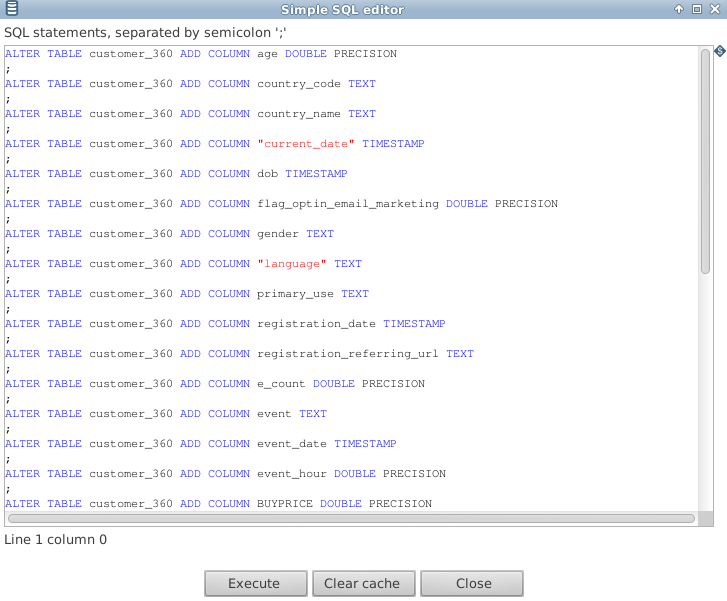 Simple SQL editor
SQL statements, separated by semicolon ';'
ALTER TABLE customer_360 ADD COLUMN age DOUBLE PRECISION
;
ALTER TABLE customer_360 ADD COLUMN country_code TEXT
;
ALTER TABLE customer_360 ADD COLUMN country_name TEXT
;
ALTER TABLE customer_360 ADD COLUMN "current_date" TIMESTAMP
;
ALTER TABLE customer_360 ADD COLUMN dob TIMESTAMP
;
ALTER TABLE customer_360 ADD COLUMN flag_optin_email_marketing DOUBLE PRECISION
;
ALTER TABLE customer_360 ADD COLUMN gender TEXT
;
ALTER TABLE customer_360 ADD COLUMN "language" TEXT
;
ALTER TABLE customer_360 ADD COLUMN primary_use TEXT
;
ALTER TABLE customer_360 ADD COLUMN registration_date TIMESTAMP
;
ALTER TABLE customer_360 ADD COLUMN registration_referring_url TEXT
;
ALTER TABLE customer_360 ADD COLUMN e_count DOUBLE PRECISION
;
ALTER TABLE customer_360 ADD COLUMN event TEXT
;
ALTER TABLE customer_360 ADD COLUMN event_date TIMESTAMP
;
ALTER TABLE customer_360 ADD COLUMN event_hour DOUBLE PRECISION
;
ALTER TABLE customer_360 ADD COLUMN BUYPRICE DOUBLE PRECISION
Line 1 column 0
Execute
Clear cache
Close